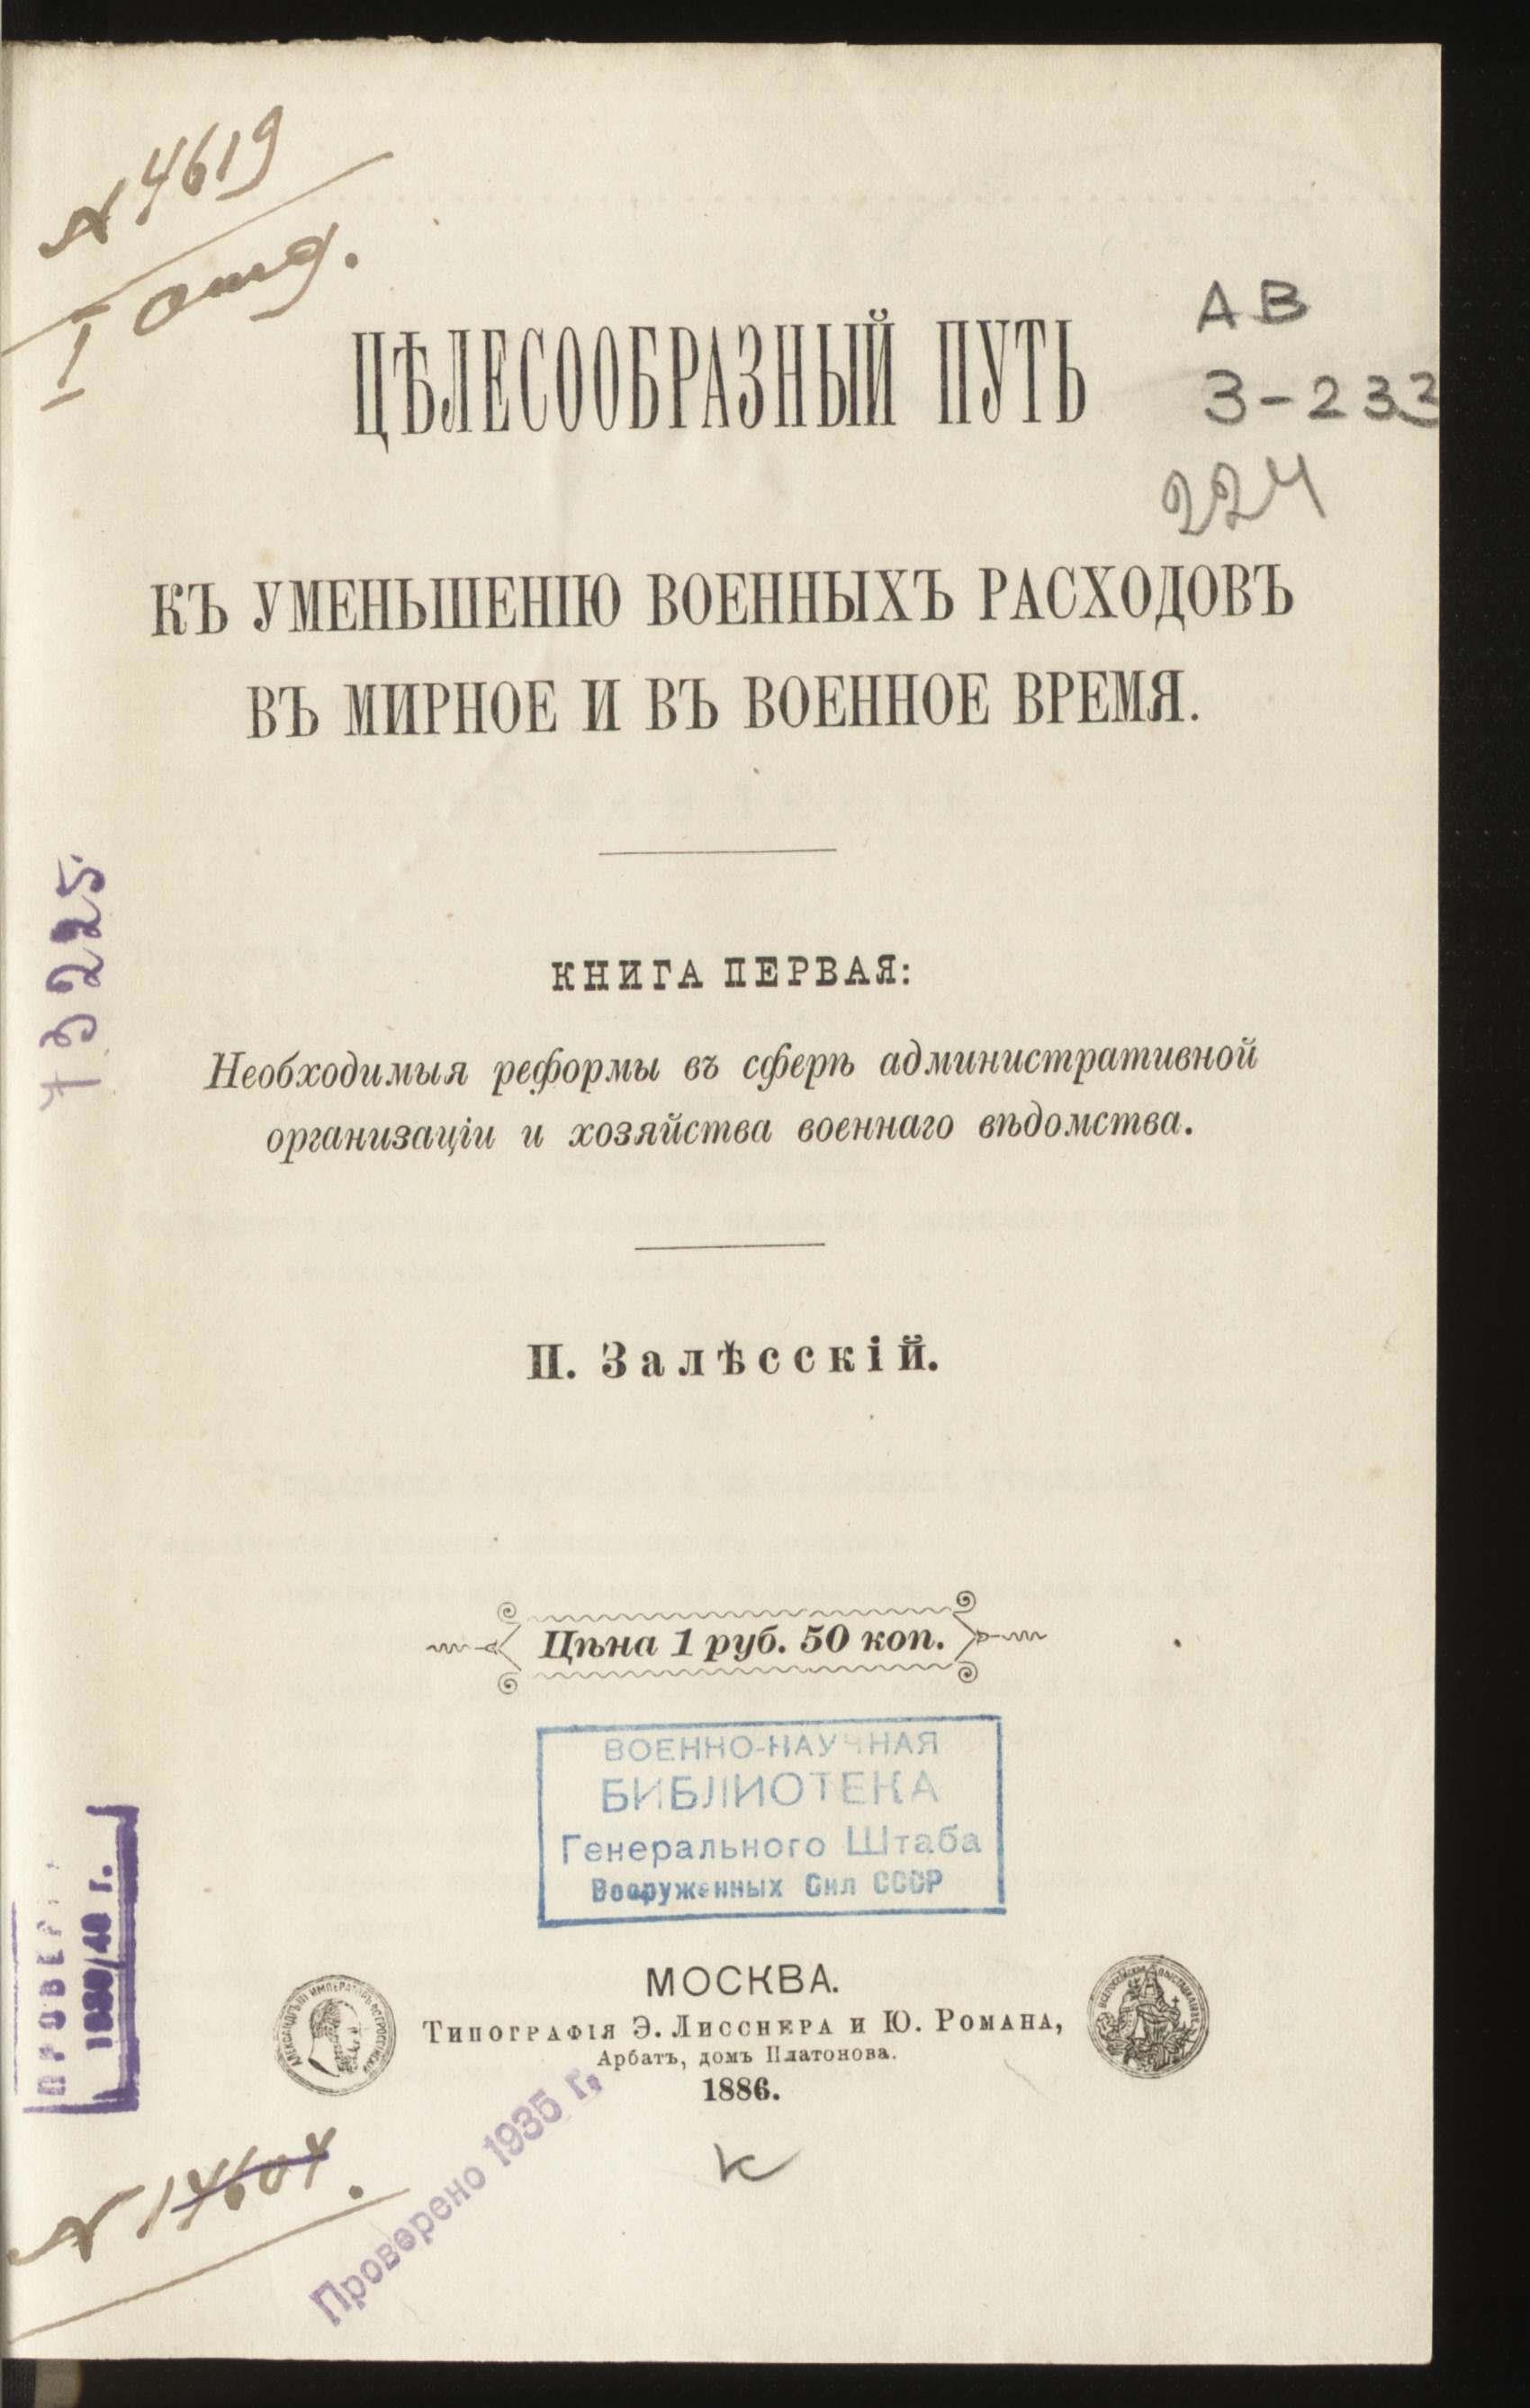 № 4619
I отд.
АВ
3-233
224
ЦѢЛЕСООБРАЗНЫЙ ПУТЬ
КЪ УМЕНЬШЕНІЮ ВОЕННЫХЪ РАСХОДОВЪ
ВЪ МИРНОЕ И ВЪ ВОЕННОЕ ВРЕМЯ.
КНИГА ПЕРВАЯ:
Необходимыя реформы въ сферѣ административной
организаціи и хозяйства военнаго вѣдомства.
П. Залѣсскій.
Цѣна 1 руб. 50 коп.
ВОЕННО-НАУЧНАЯ
БИБЛИОТЕКА
Генерального Штаба
Вооруженных Сил СССР
МОСКВА.
Типографія Э. Лисснера и Ю. Романа,
Арбатъ, домъ Платонова.
1886.
Проверено 1935 г.